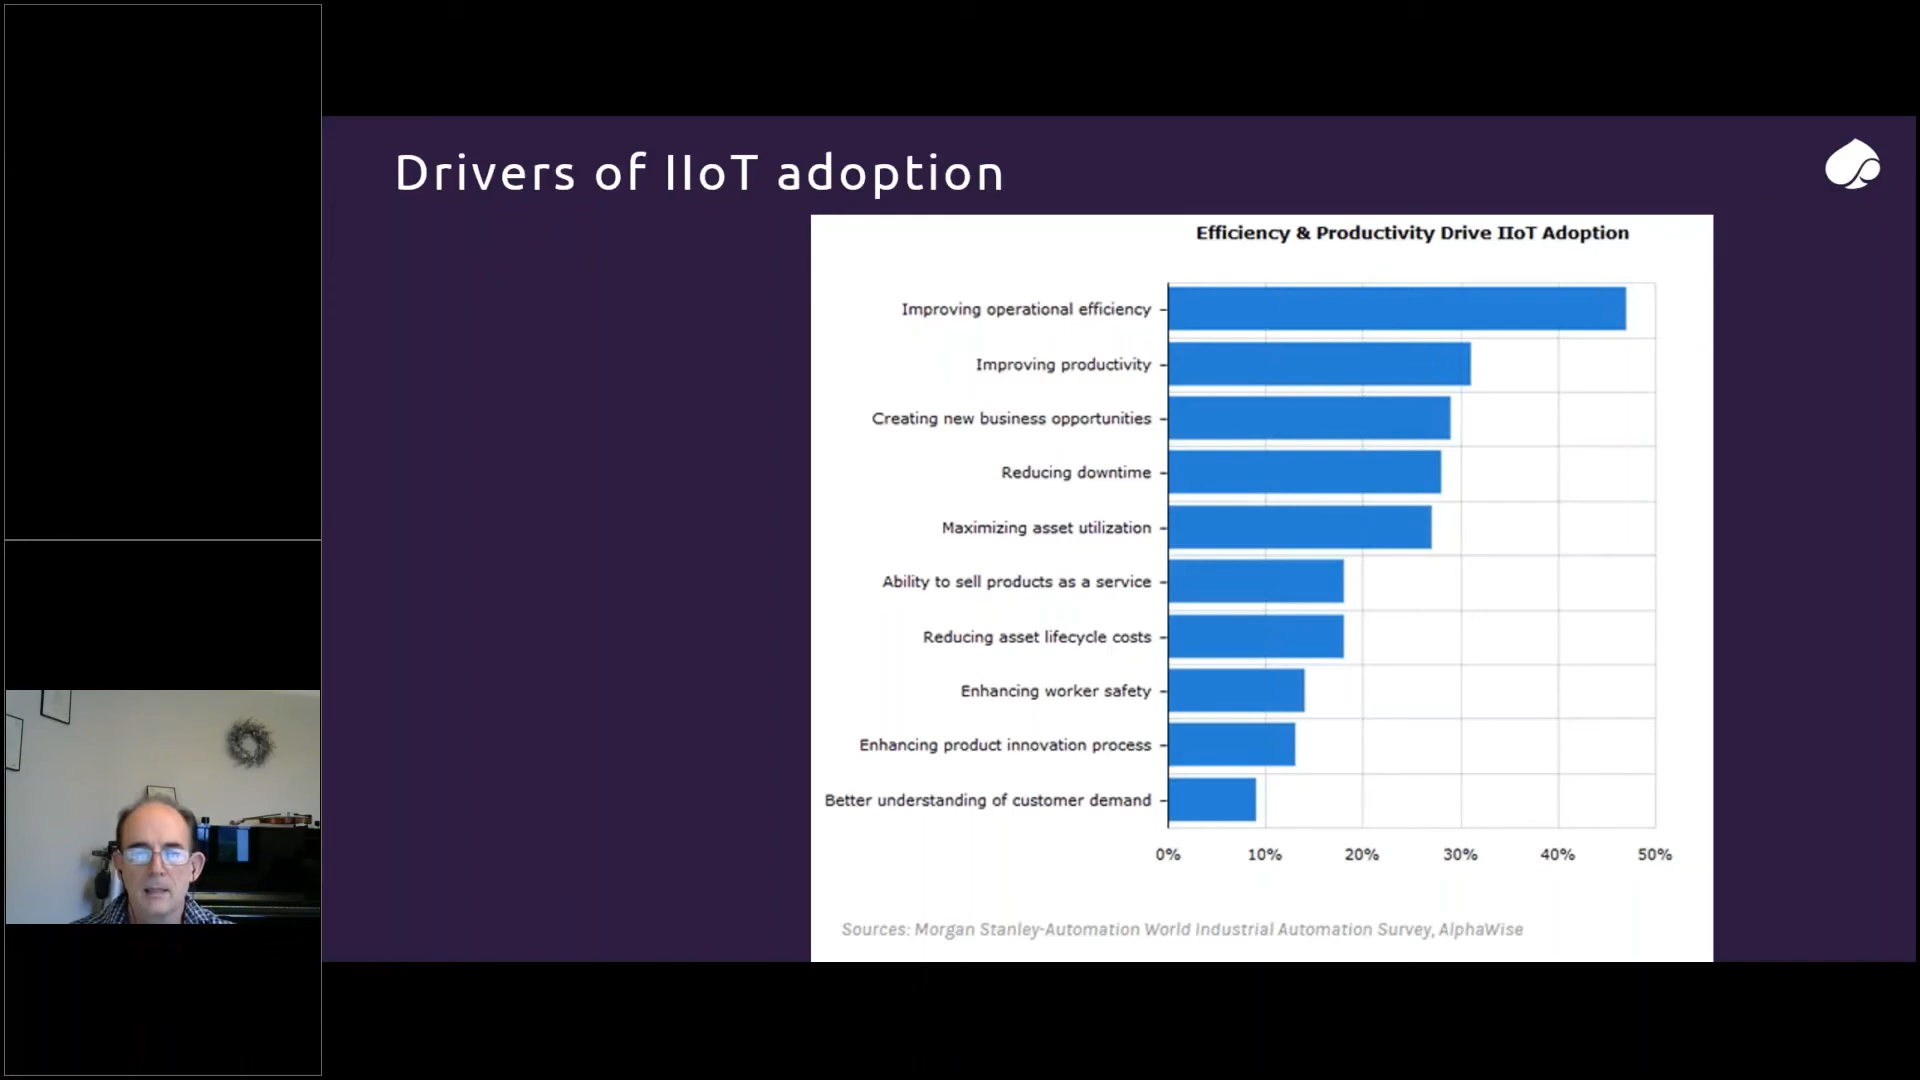 Drivers of IIoT adoption
Efficiency & Productivity Drive IIoT Adoption
Improving operational efficiency
Improving productivity
Creating new business opportunities
Reducing downtime
Maximizing asset utilization
Ability to sell products as a service
Reducing asset lifecycle costs
Enhancing worker safety
Enhancing product innovation process
Better understanding of customer demand
0% 10% 20% 30% 40% 50%
Sources: Morgan Stanley-Automation World Industrial Automation Survey, AlphaWise